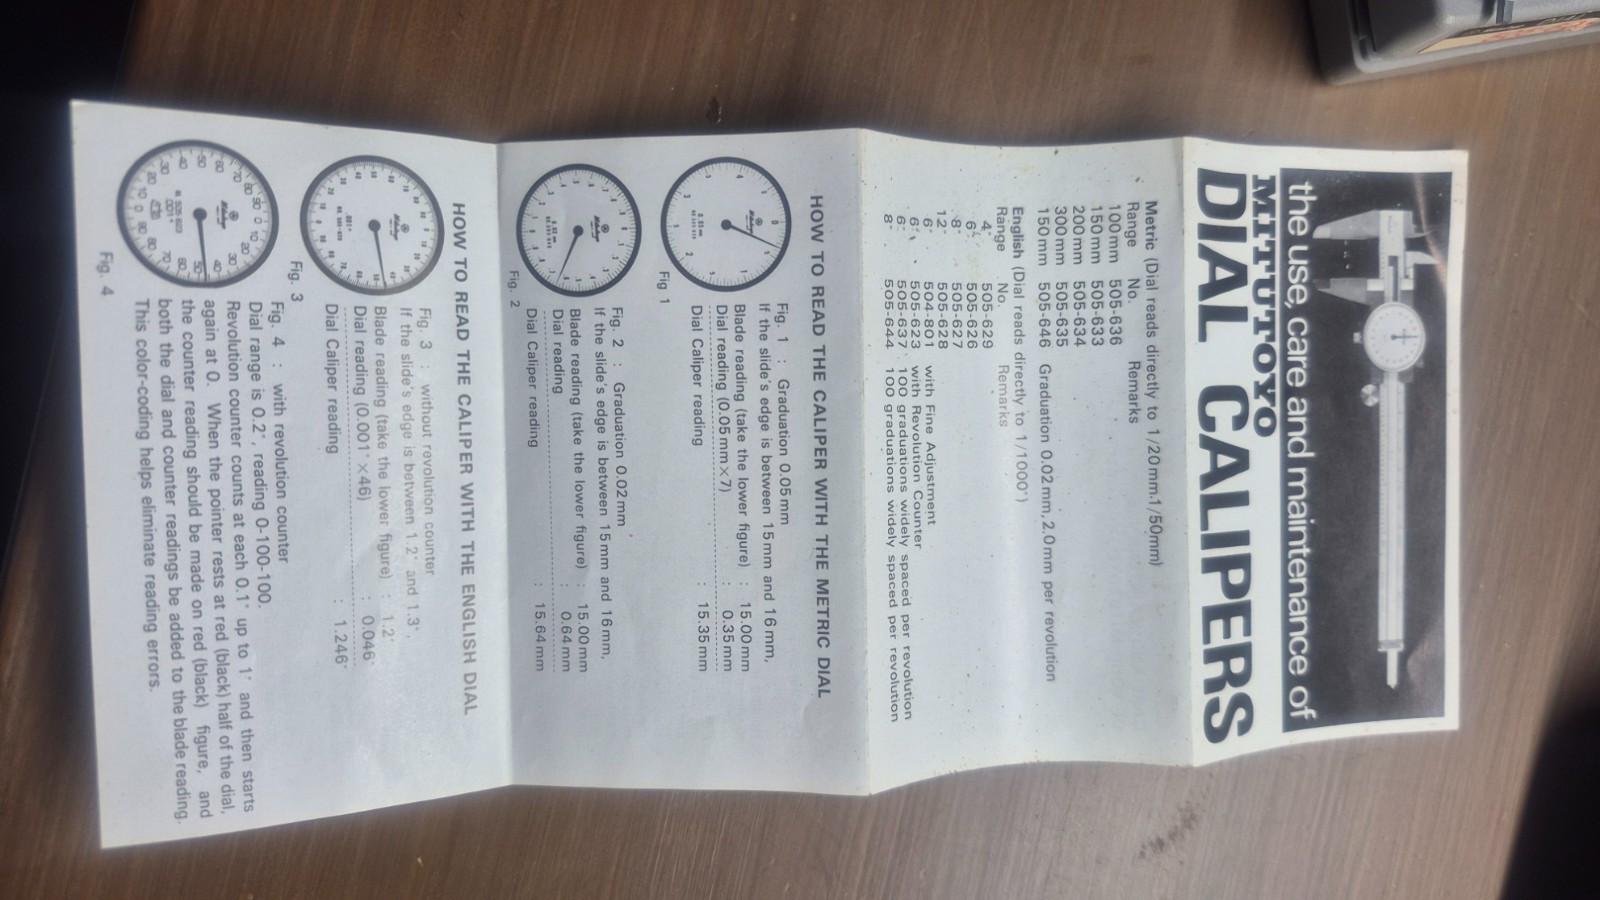 the use, care and maintenance of
MITUTOYO
DIAL CALIPERS
Metric (Dial reads directly to 1/20mm.1/50mm)
Range No. Remarks
100mm 505-636
150mm 505-633
200mm 505-634
300mm 505-635
150mm 505-646 Graduation 0.02mm, 2.0mm per revolution
English (Dial reads directly to 1/1000")
Range No. Remarks
4" 505-629
6" 505-626
8" 505-627
12" 505-628
6" 504-801 with Fine Adjustment
6" 505-623 with Revolution Counter
6" 505-637 100 graduations widely spaced per revolution
8" 505-644 100 graduations widely spaced per revolution
HOW TO READ THE CALIPER WITH THE METRIC DIAL
Fig. 1 : Graduation 0.05mm
If the slide's edge is between 15mm and 16mm,
Blade reading (take the lower figure) : 15.00mm
Dial reading (0.05mm×7) : 0.35mm
Dial Caliper reading : 15.35mm
Fig 1
Fig. 2 : Graduation 0.02mm
If the slide's edge is between 15mm and 16mm,
Blade reading (take the lower figure) : 15.00mm
Dial reading : 0.64mm
Dial Caliper reading : 15.64mm
Fig. 2
HOW TO READ THE CALIPER WITH THE ENGLISH DIAL
Fig. 3 : without revolution counter
If the slide's edge is between 1.2" and 1.3",
Blade reading (take the lower figure) : 1.2"
Dial reading (0.001"×46) : 0.046"
Dial Caliper reading : 1.246"
Fig. 3
Fig. 4 : with revolution counter
Dial range is 0.2", reading 0-100-100.
Revolution counter counts at each 0.1" up to 1" and then starts
again at 0. When the pointer rests at red (black) half of the dial,
the counter reading should be made on red (black) figure, and
both the dial and counter readings be added to the blade reading.
This color-coding helps eliminate reading errors.
Fig. 4